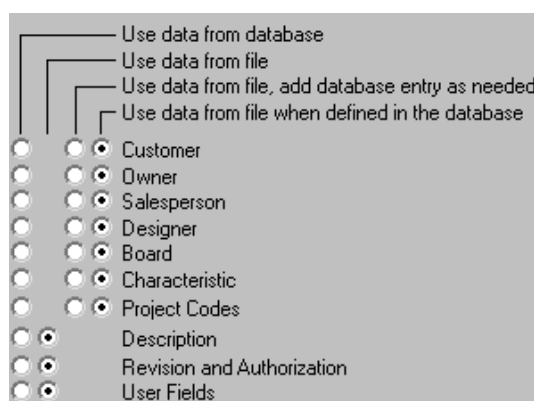 Use data from database
Use data from file
Use data from file, add database entry as needed
Use data from file when defined in the database
Customer
Owner
Salesperson
Designer
Board
Characteristic
Project Codes
Description
Revision and Authorization
User Fields